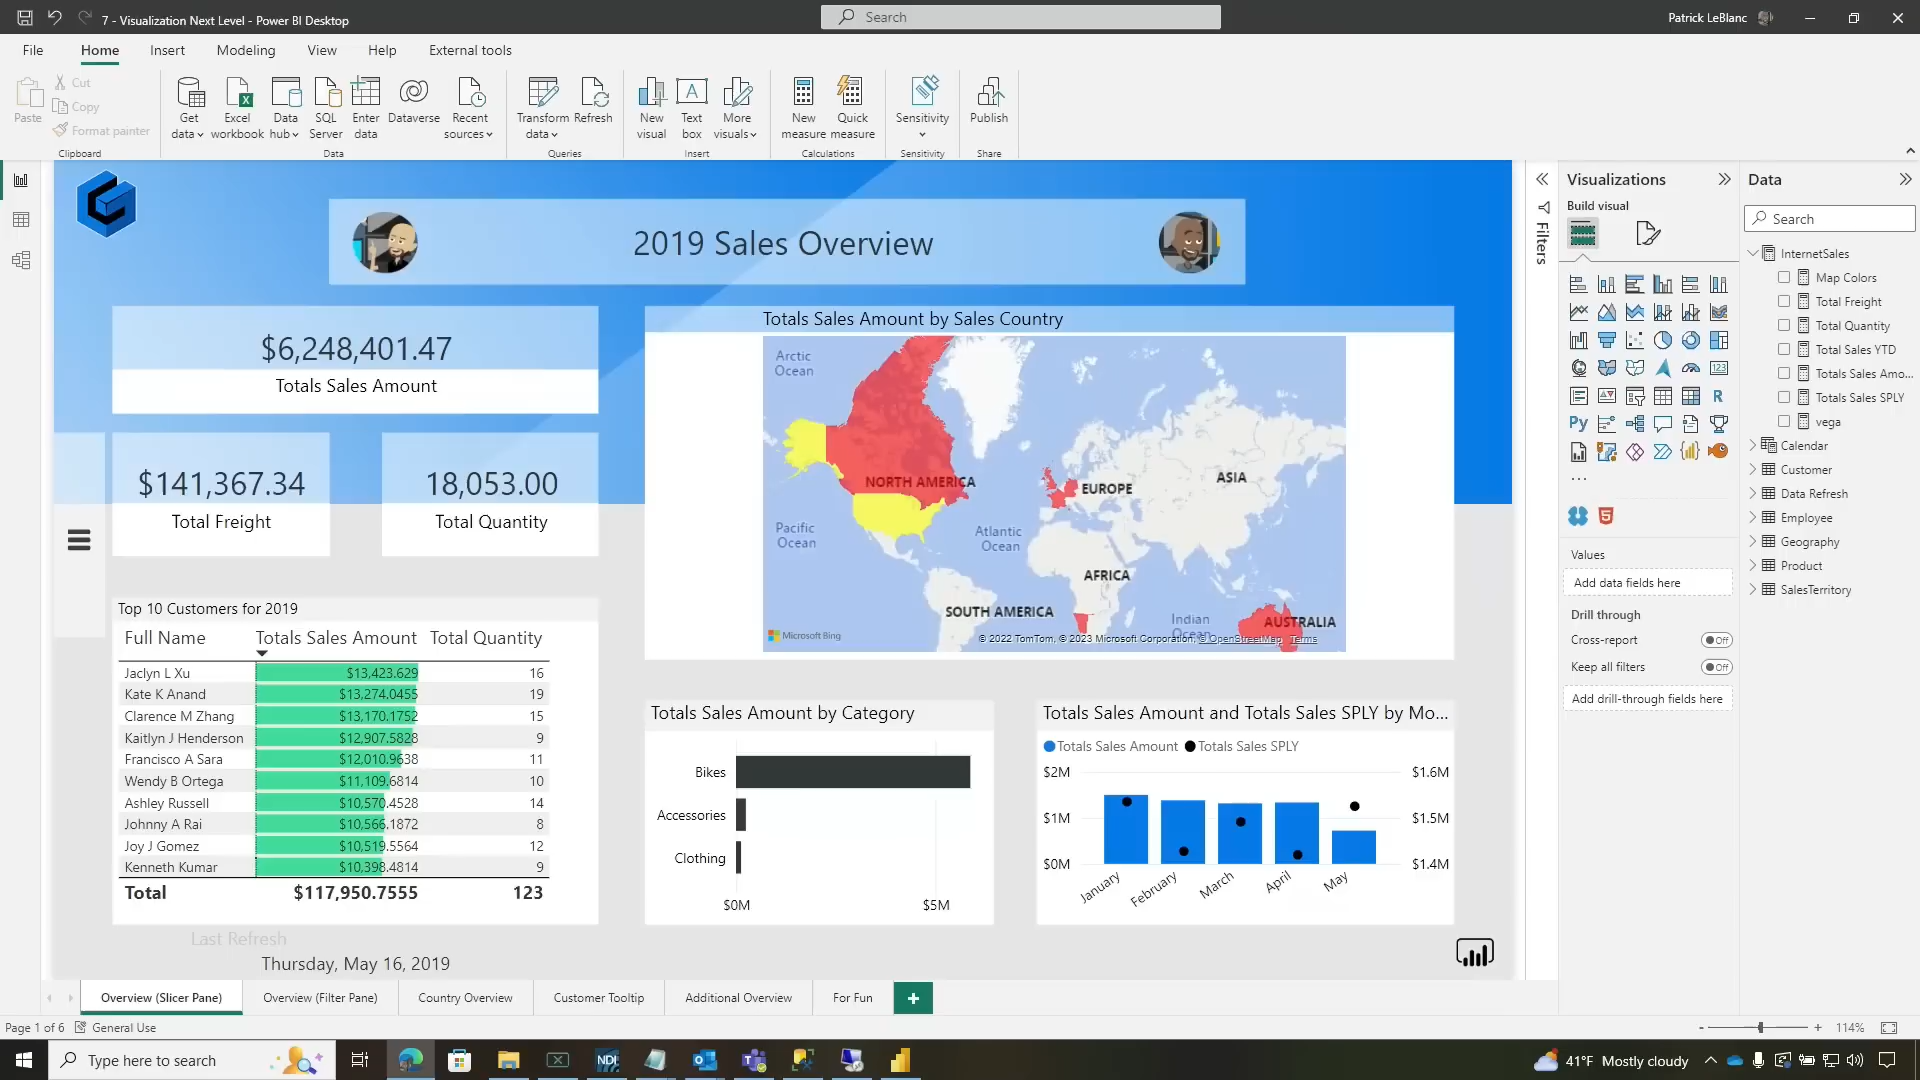 7 - Visualization Next Level - Power BI Desktop
Search
Patrick LeBlanc
File Home Insert Modeling View Help External tools
Paste
Cut
Copy
Format painter
Clipboard
Get data
Excel workbook
Data hub
SQL Server
Enter data
Dataverse
Recent sources
Data
Transform data
Refresh
Queries
New visual
Text box
More visuals
Insert
New measure
Quick measure
Calculations
Sensitivity
Sensitivity
Publish
Share
2019 Sales Overview
$6,248,401.47
Totals Sales Amount
$141,367.34
Total Freight
18,053.00
Total Quantity
Top 10 Customers for 2019
Full Name Totals Sales Amount Total Quantity
Jaclyn L Xu $13,423.629 16
Kate K Anand $13,274.0455 19
Clarence M Zhang $13,170.1752 15
Kaitlyn J Henderson $12,907.5828 9
Francisco A Sara $12,010.9638 11
Wendy B Ortega $11,109.6814 10
Ashley Russell $10,570.4528 14
Johnny A Rai $10,566.1872 8
Joy J Gomez $10,519.5564 12
Kenneth Kumar $10,398.4814 9
Total $117,950.7555 123
Last Refresh
Thursday, May 16, 2019
Totals Sales Amount by Sales Country
Arctic Ocean
NORTH AMERICA
EUROPE
ASIA
Pacific Ocean
Atlantic Ocean
AFRICA
SOUTH AMERICA
Indian Ocean
AUSTRALIA
Microsoft Bing
© 2022 TomTom, © 2023 Microsoft Corporation, © OpenStreetMap Terms
Totals Sales Amount by Category
Bikes
Accessories
Clothing
$0M $5M
Totals Sales Amount and Totals Sales SPLY by Mo...
Totals Sales Amount Totals Sales SPLY
$2M $1.6M
$1M $1.5M
$0M $1.4M
January February March April May
Filters
Visualizations
Build visual
123
R
Py
...
Values
Add data fields here
Drill through
Cross-report Off
Keep all filters Off
Add drill-through fields here
Data
Search
InternetSales
Map Colors
Total Freight
Total Quantity
Total Sales YTD
Totals Sales Amo...
Totals Sales SPLY
vega
Calendar
Customer
Data Refresh
Employee
Geography
Product
SalesTerritory
Overview (Slicer Pane) Overview (Filter Pane) Country Overview Customer Tooltip Additional Overview For Fun +
Page 1 of 6 General Use
- + 114%
Type here to search
NDI
41°F Mostly cloudy